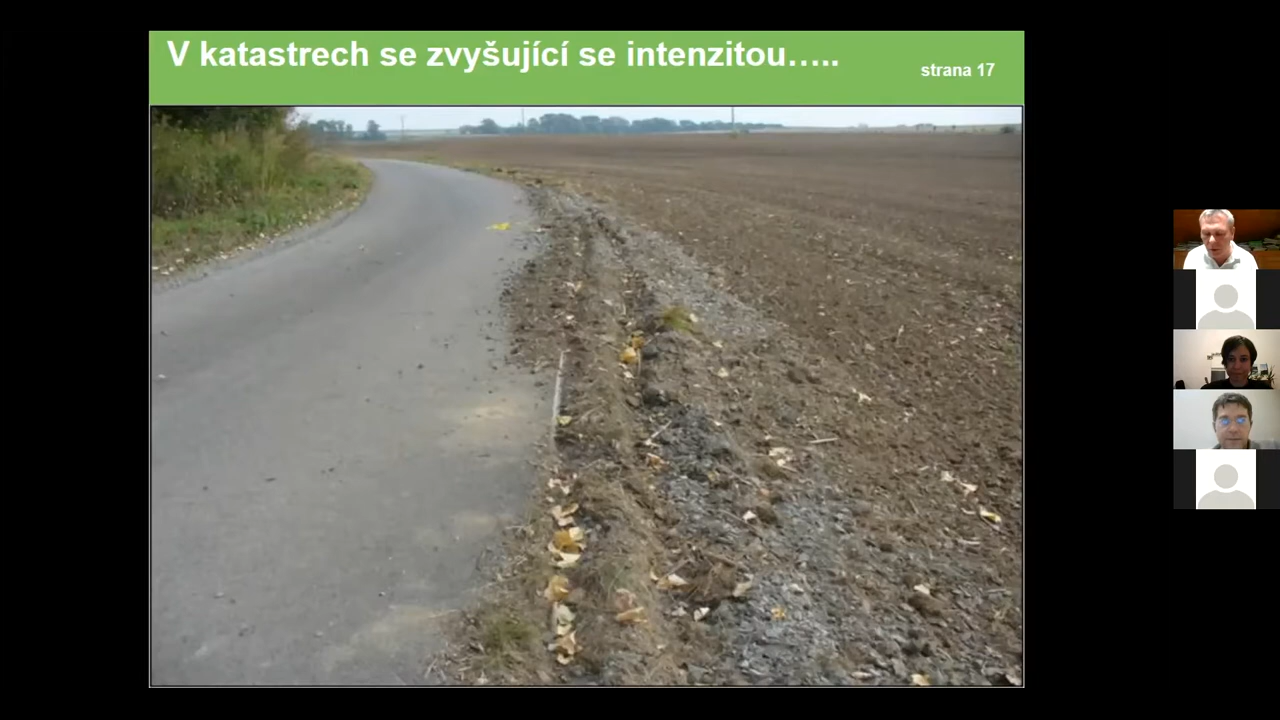 V katastrech se zvyšující se intenzitou…..
strana 17